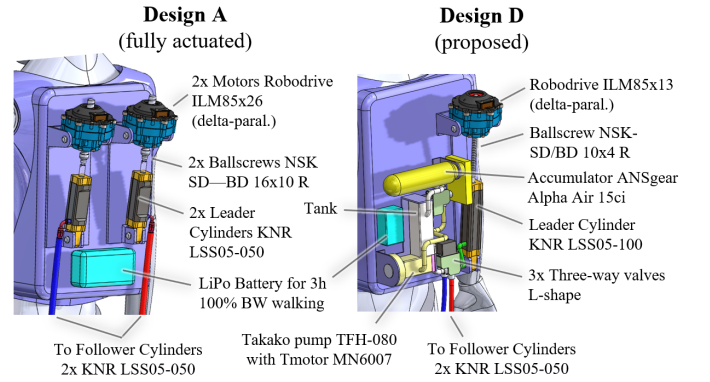 Design A
(fully actuated)
2x Motors Robodrive
ILM85x26
(delta-paral.)
2x Ballscrews NSK
SD—BD 16x10 R
2x Leader
Cylinders KNR
LSS05-050
LiPo Battery for 3h
100% BW walking
To Follower Cylinders
2x KNR LSS05-050
Design D
(proposed)
Robodrive ILM85x13
(delta-paral.)
Ballscrew NSK-
SD/BD 10x4 R
Accumulator ANSgear
Alpha Air 15ci
Tank
Leader Cylinder
KNR LSS05-100
3x Three-way valves
L-shape
Takako pump TFH-080
with Tmotor MN6007
To Follower Cylinders
2x KNR LSS05-050